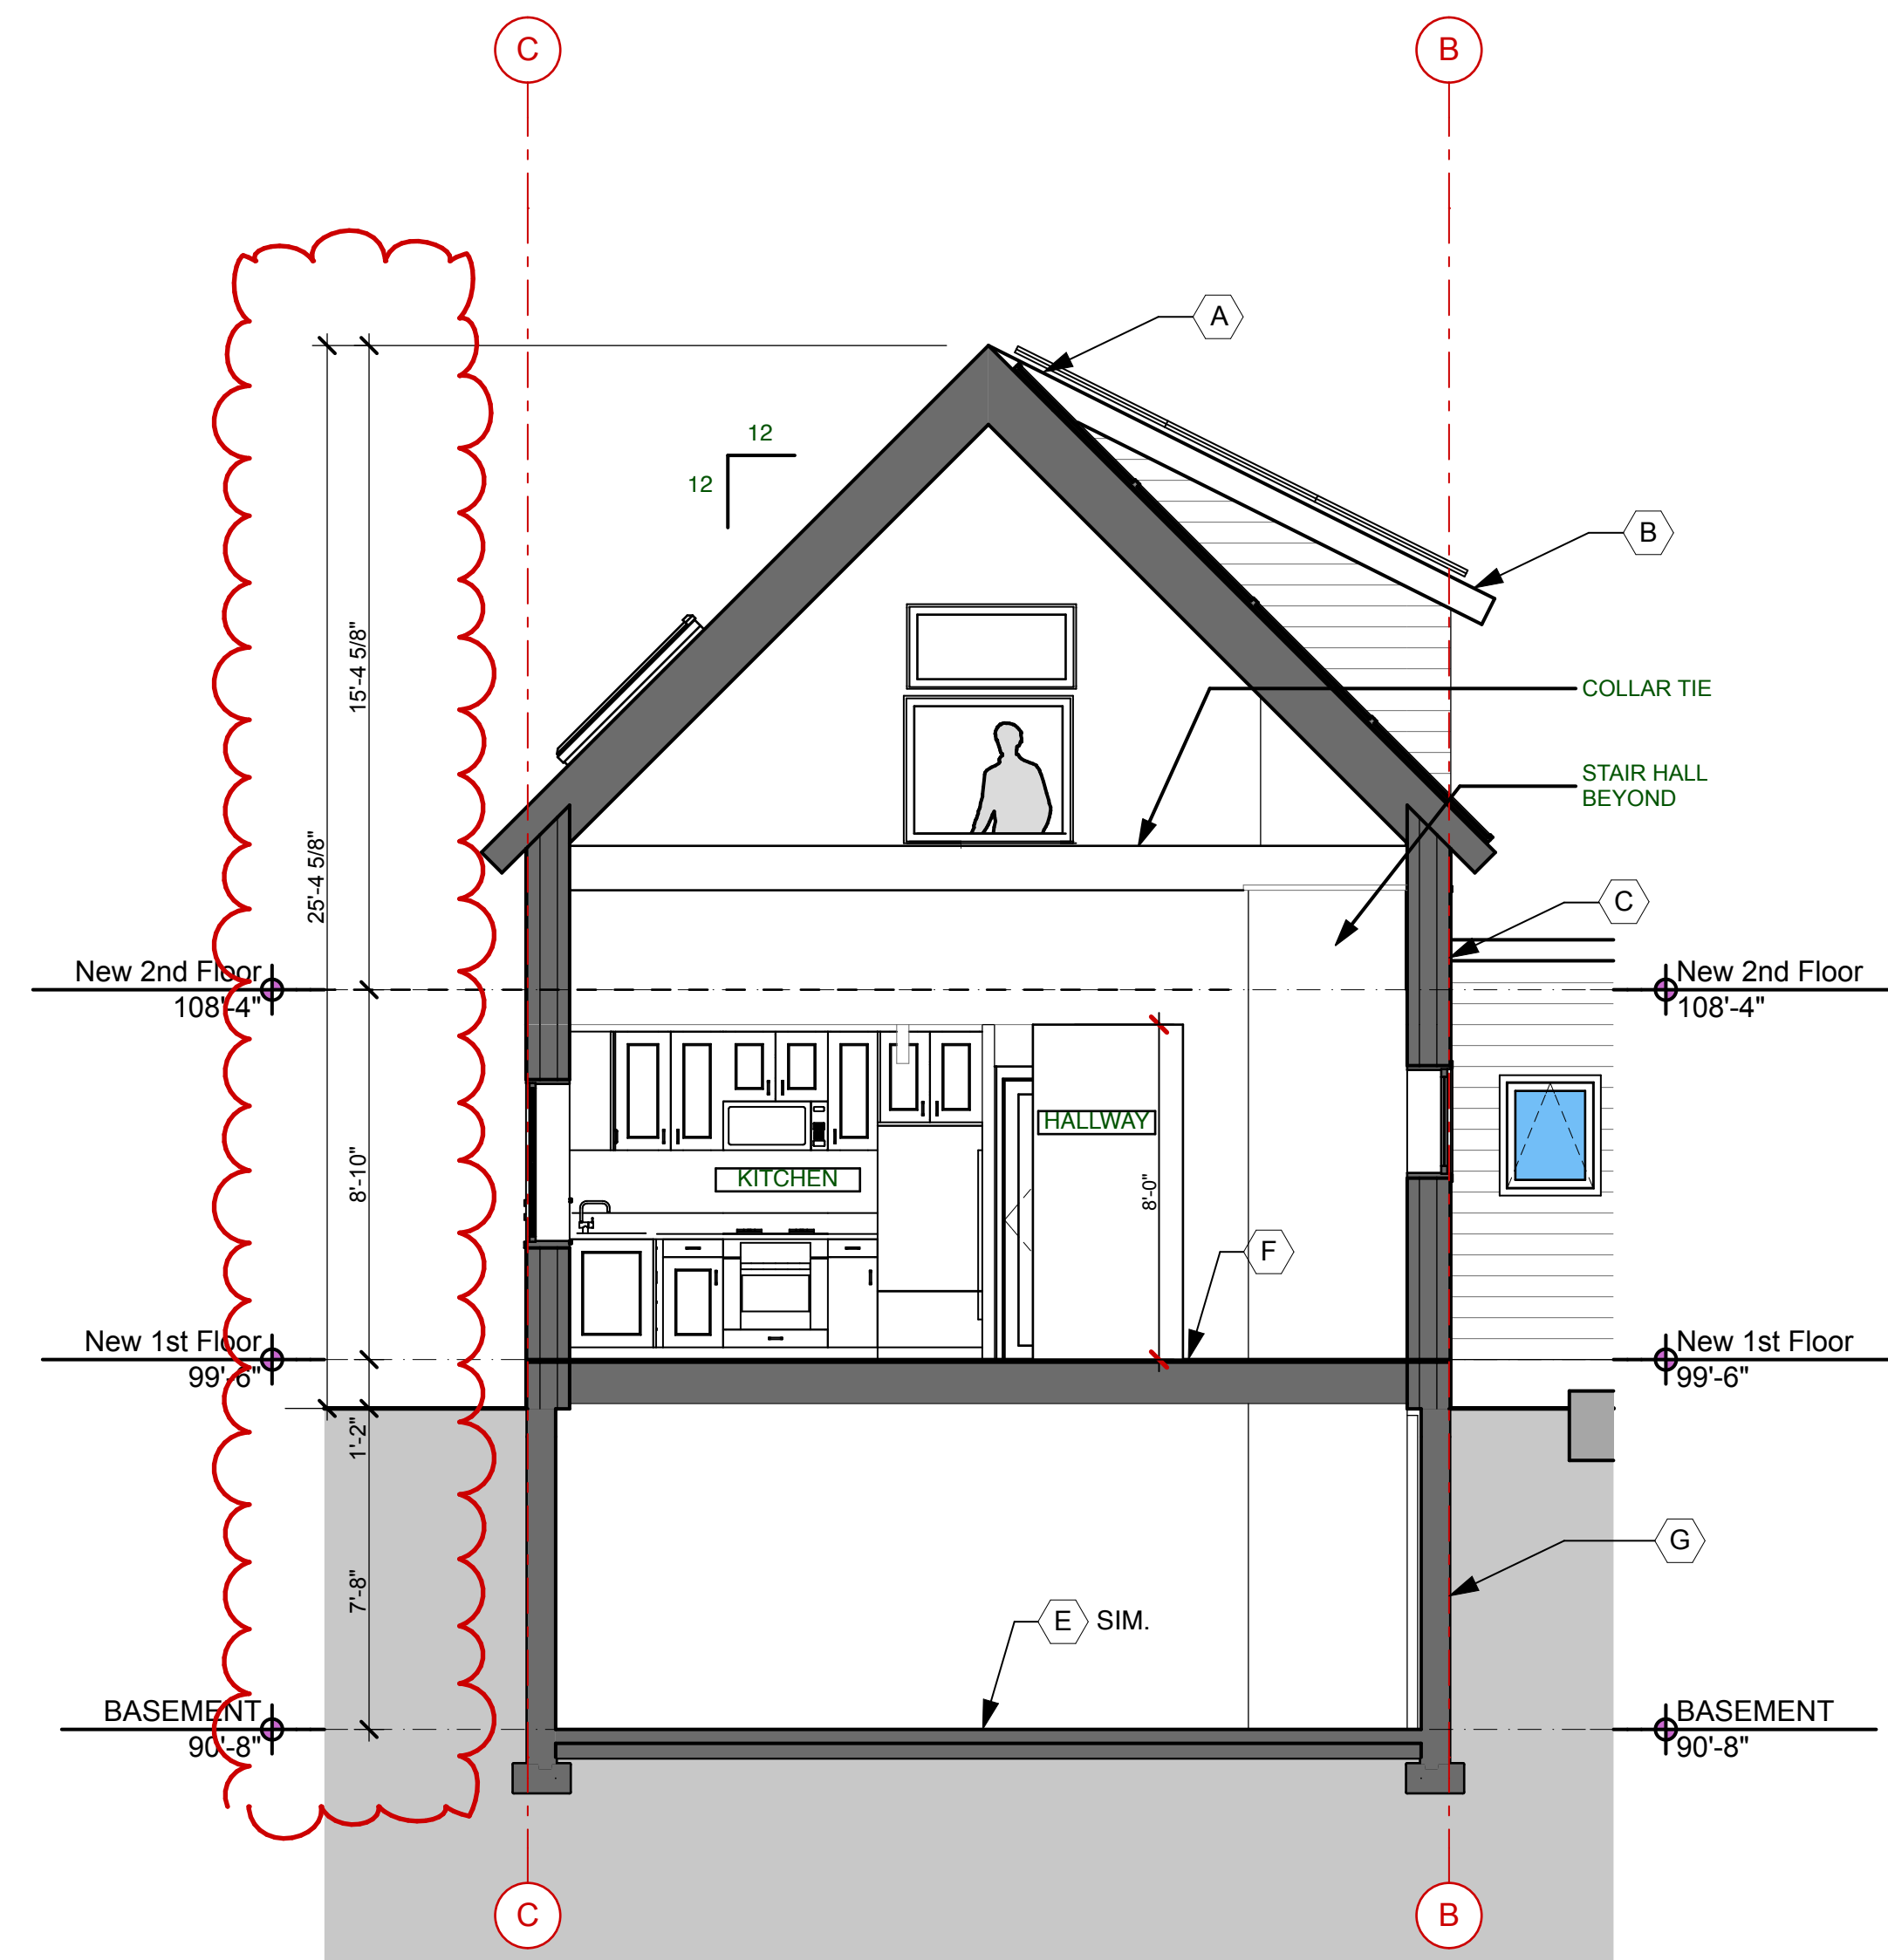 C
B
A
12
12
B
15'-4 5/8"
COLLAR TIE
STAIR HALL
BEYOND
25'-4 5/8"
C
New 2nd Floor
108'-4"
New 2nd Floor
108'-4"
HALLWAY
KITCHEN
8'-10"
8'-0"
F
New 1st Floor
99'-6"
New 1st Floor
99'-6"
1'-2"
G
7'-8"
E SIM.
BASEMENT
90'-8"
BASEMENT
90'-8"
C
B